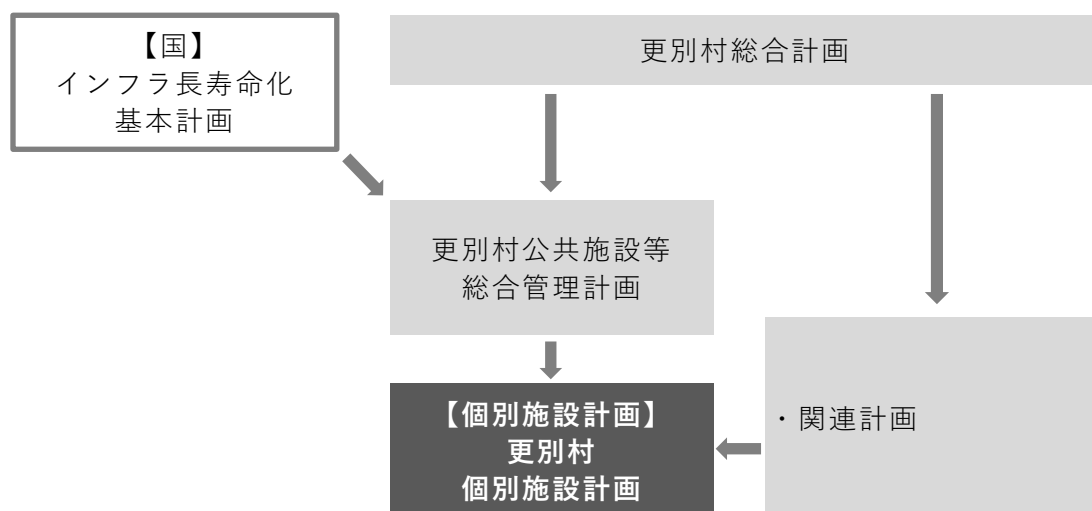 【国】
インフラ長寿命化
基本計画
更別村総合計画
更別村公共施設等
総合管理計画
【個別施設計画】
更別村
個別施設計画
・関連計画